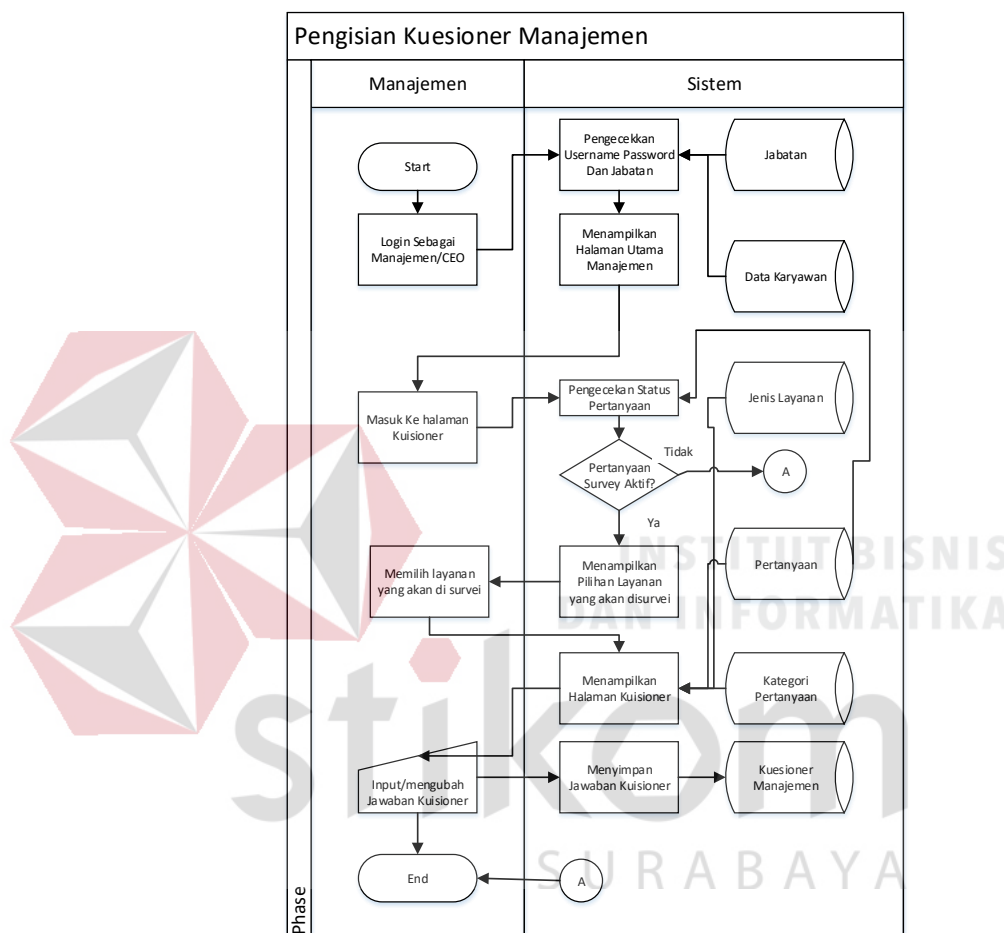 Pengisian Kuesioner Manajemen
Manajemen
Sistem
Start
Pengecekkan
Username Password
Dan Jabatan
Jabatan
Login Sebagai
Manajemen/CEO
Menampilkan
Halaman Utama
Manajemen
Data Karyawan
Masuk Ke halaman
Kuisioner
Pengecekan Status
Pertanyaan
Jenis Layanan
Tidak
Pertanyaan
Survey Aktif?
A
Ya
Memilih layanan
yang akan di survei
Menampilkan
Pilihan Layanan
yang akan disurvei
Pertanyaan
INSTITUT BISNIS
DAN INFORMATIKA
Menampilkan
Halaman Kuisioner
Kategori
Pertanyaan
stikom
Input/mengubah
Jawaban Kuisioner
Menyimpan
Jawaban Kuisioner
Kuesioner
Manajemen
End
A
SURABAYA
Phase